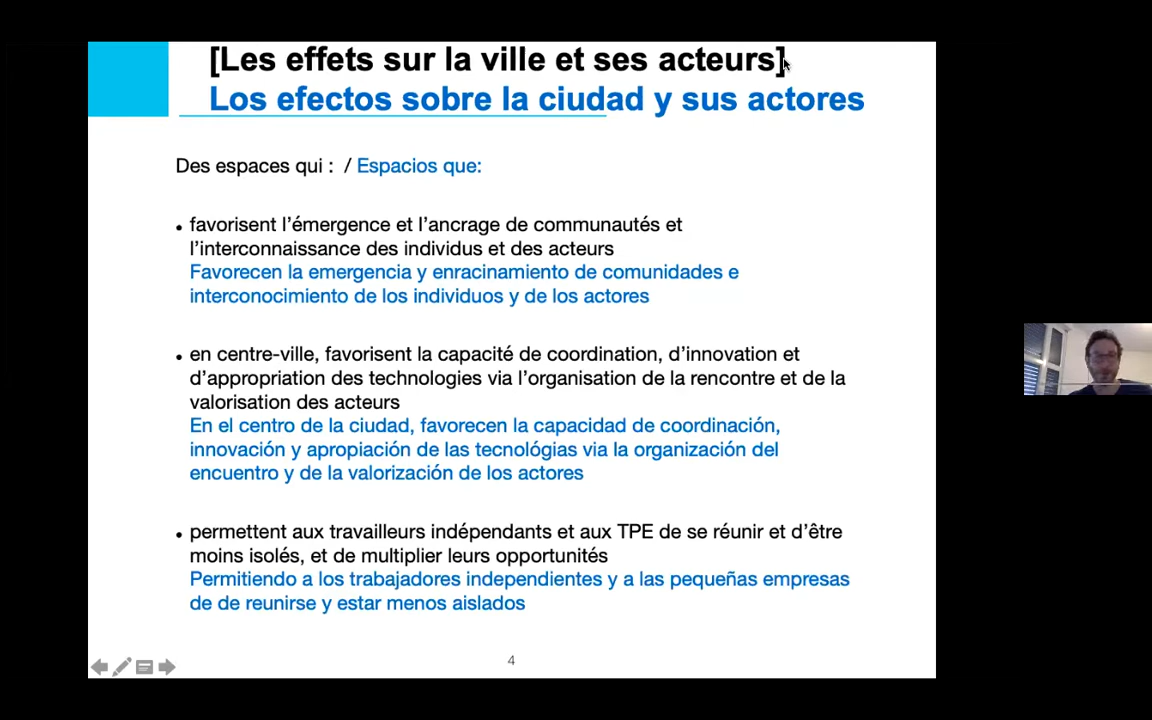 [Les effets sur la ville et ses acteurs]
Los efectos sobre la ciudad y sus actores
Des espaces qui :  / Espacios que:
• favorisent l’émergence et l’ancrage de communautés et
l’interconnaissance des individus et des acteurs
Favorecen la emergencia y enracinamiento de comunidades e
interconocimiento de los individuos y de los actores
• en centre-ville, favorisent la capacité de coordination, d’innovation et
d’appropriation des technologies via l’organisation de la rencontre et de la
valorisation des acteurs
En el centro de la ciudad, favorecen la capacidad de coordinación,
innovación y apropiación de las tecnológias via la organización del
encuentro y de la valorización de los actores
• permettent aux travailleurs indépendants et aux TPE de se réunir et d’être
moins isolés, et de multiplier leurs opportunités
Permitiendo a los trabajadores independientes y a las pequeñas empresas
de de reunirse y estar menos aislados
4